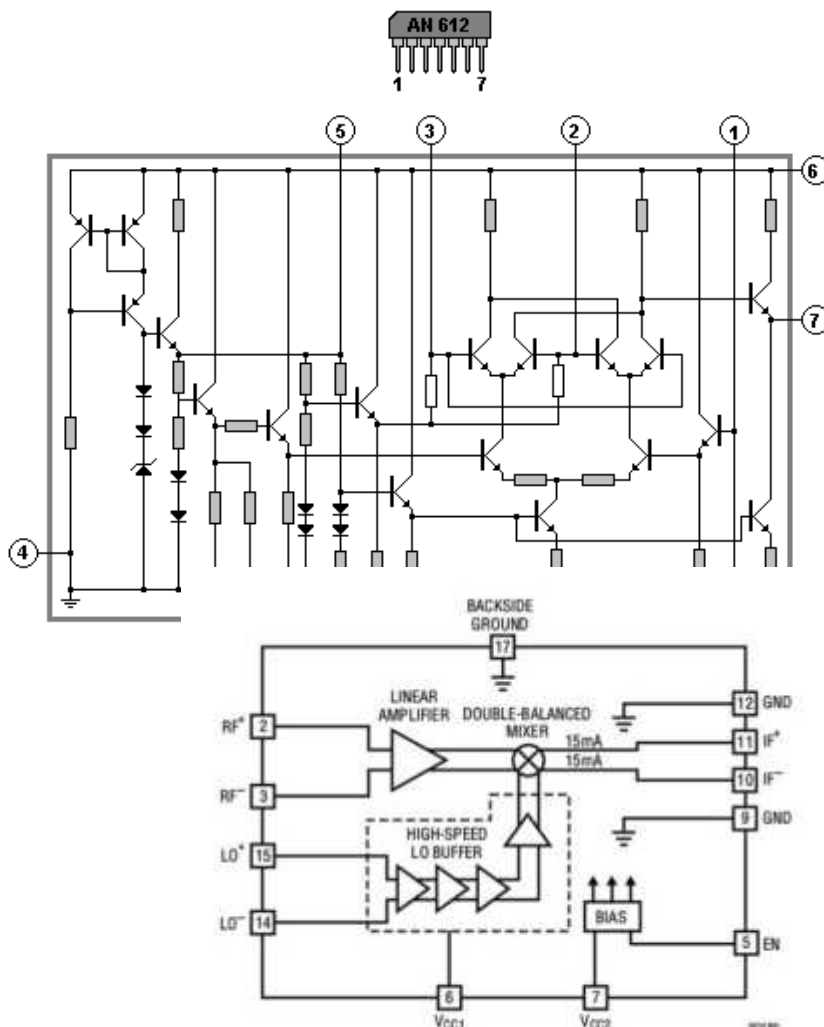 AN 612
1 7
5 3 2 1
6
7
4
BACKSIDE
GROUND
17
LINEAR
AMPLIFIER
DOUBLE-BALANCED
MIXER
12 GND
RF+ 2
15mA
11 IF+
15mA
10 IF−
RF− 3
9 GND
HIGH-SPEED
LO BUFFER
LO+ 15
BIAS
LO− 14
5 EN
6 7
VCC1 VCC2